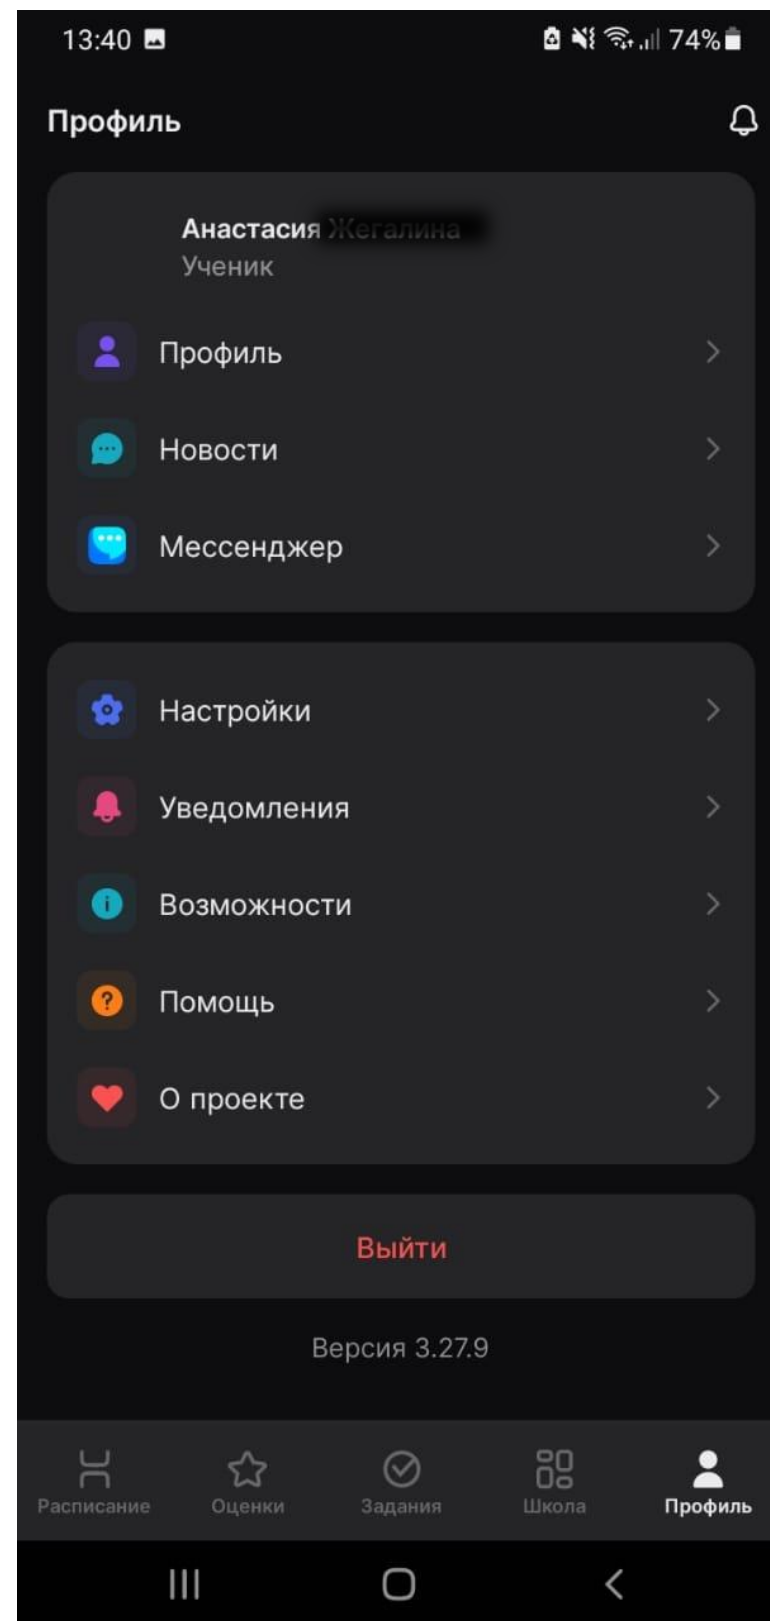 13:40
74%
Профиль
Анастасия
Ученик
Профиль
Новости
Мессенджер
Настройки
Уведомления
Возможности
Помощь
О проекте
Выйти
Версия 3.27.9
Расписание
Оценки
Задания
Школа
Профиль